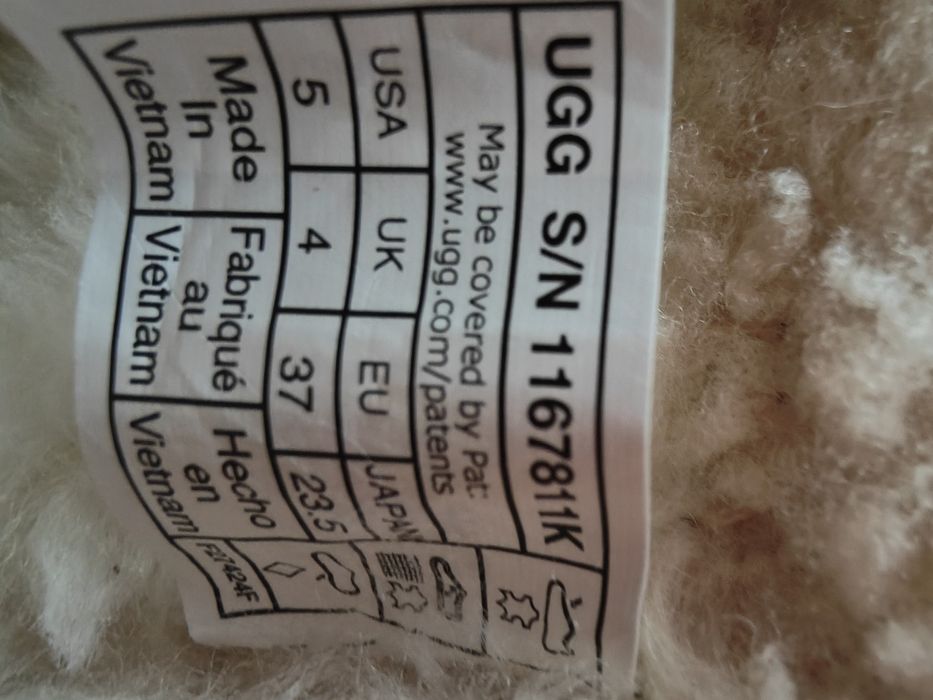 UGG S/N 1167811K
May be covered by Pat:
www.ugg.com/patents
USA UK EU JAPAN
5 4 37 23.5
Made Fabriqué Hecho
In au en
Vietnam Vietnam Vietnam